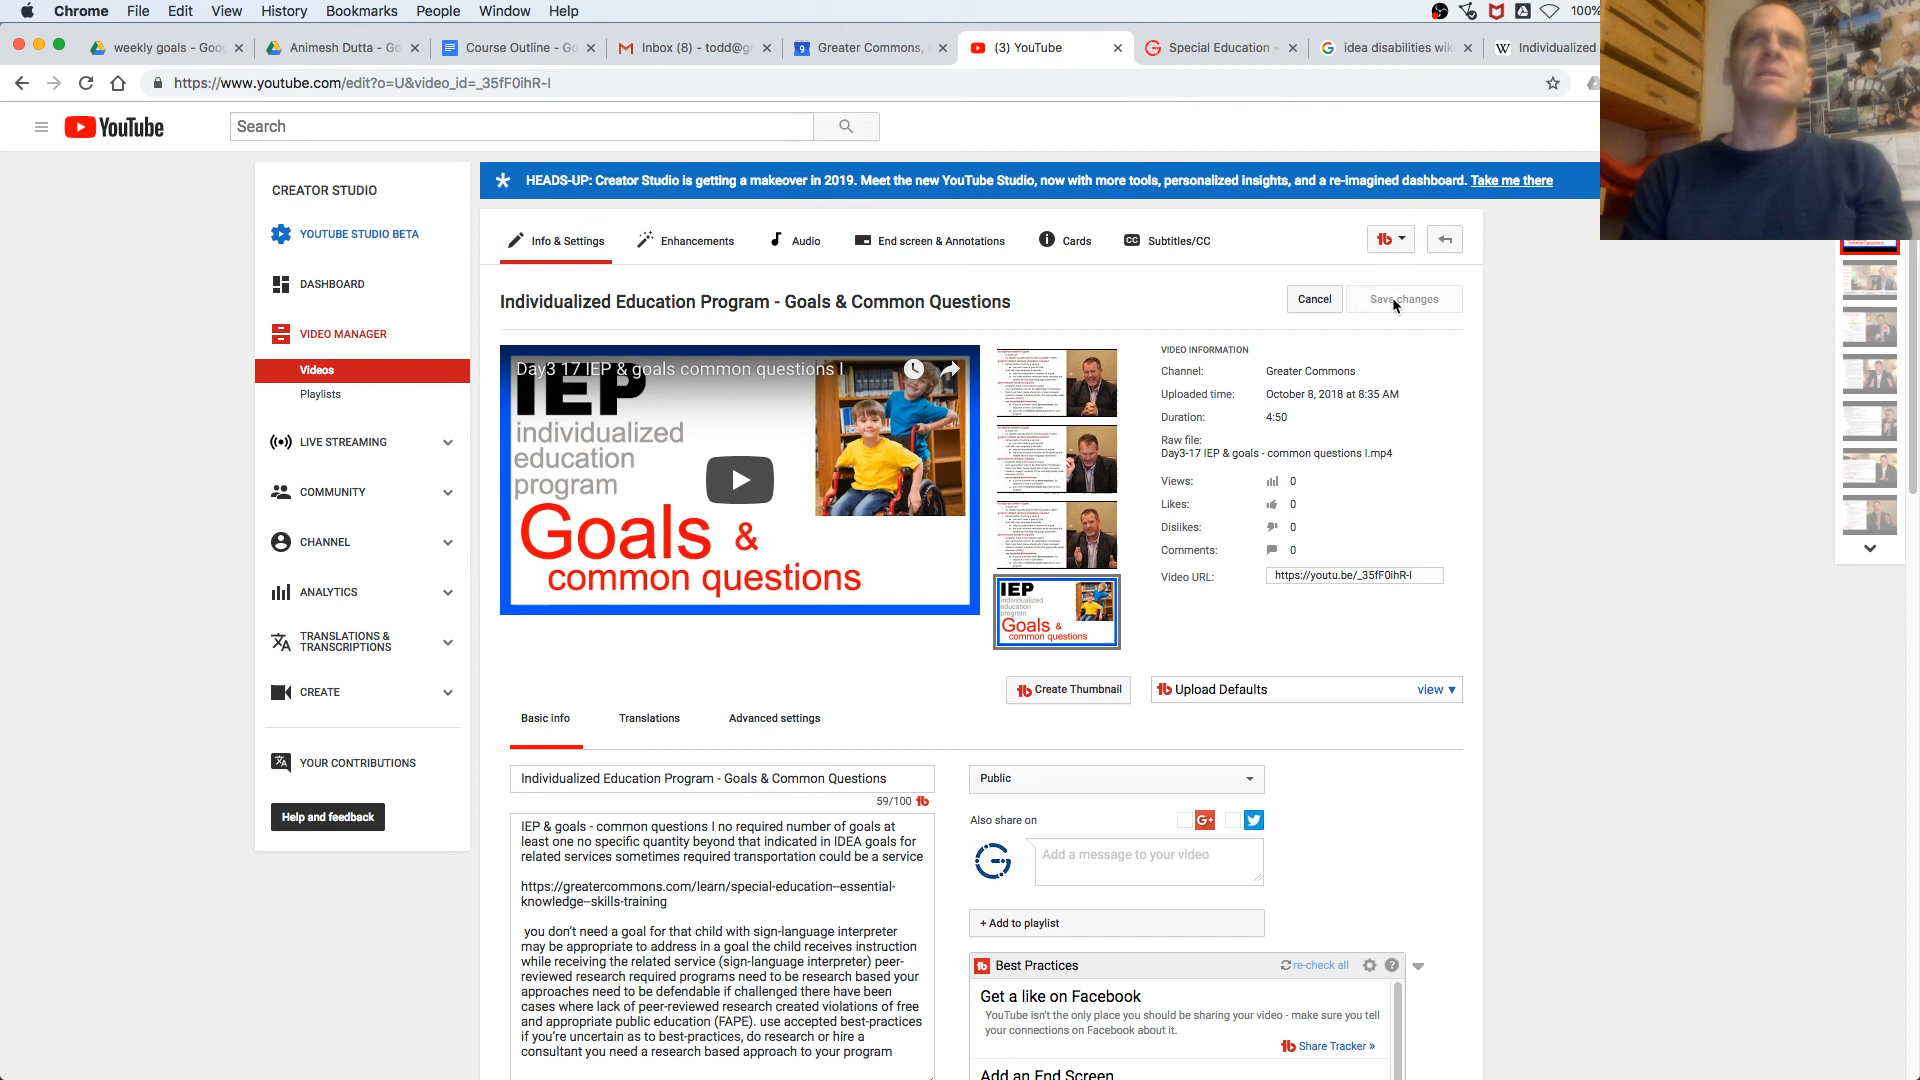 Chrome File Edit View History Bookmarks People Window Help 100%
weekly goals - Goog Animesh Dutta - Go Course Outline - Go Inbox (8) - todd@gr Greater Commons, (3) YouTube Special Education - idea disabilities wik Individualized
https://www.youtube.com/edit?o=U&video_id=_35fF0ihR-I
YouTube
Search
CREATOR STUDIO
YOUTUBE STUDIO BETA
DASHBOARD
VIDEO MANAGER
Videos
Playlists
LIVE STREAMING
COMMUNITY
CHANNEL
ANALYTICS
TRANSLATIONS &
TRANSCRIPTIONS
CREATE
YOUR CONTRIBUTIONS
Help and feedback
HEADS-UP: Creator Studio is getting a makeover in 2019. Meet the new YouTube Studio, now with more tools, personalized insights, and a re-imagined dashboard. Take me there
Info & Settings Enhancements Audio End screen & Annotations Cards Subtitles/CC
Individualized Education Program - Goals & Common Questions
Cancel Save changes
Day3 17 IEP & goals common questions I
IEP
individualized
education
program
Goals &
common questions
IEP
individualized
education
program
Goals &
common questions
VIDEO INFORMATION
Channel: Greater Commons
Uploaded time: October 8, 2018 at 8:35 AM
Duration: 4:50
Raw file:
Day3-17 IEP & goals - common questions I.mp4
Views: 0
Likes: 0
Dislikes: 0
Comments: 0
Video URL: https://youtu.be/_35fF0ihR-I
Create Thumbnail
Upload Defaults view
Basic info Translations Advanced settings
Individualized Education Program - Goals & Common Questions
59/100
IEP & goals - common questions I no required number of goals at
least one no specific quantity beyond that indicated in IDEA goals for
related services sometimes required transportation could be a service
https://greatercommons.com/learn/special-education--essential-
knowledge--skills-training
you don't need a goal for that child with sign-language interpreter
may be appropriate to address in a goal the child receives instruction
while receiving the related service (sign-language interpreter) peer-
reviewed research required programs need to be research based your
approaches need to be defendable if challenged there have been
cases where lack of peer-reviewed research created violations of free
and appropriate public education (FAPE). use accepted best-practices
if you're uncertain as to best-practices, do research or hire a
consultant you need a research based approach to your program
Public
Also share on
G+
Add a message to your video
+ Add to playlist
Best Practices re-check all
Get a like on Facebook
YouTube isn't the only place you should be sharing your video - make sure you tell
your connections on Facebook about it.
Share Tracker »
Add an End Screen